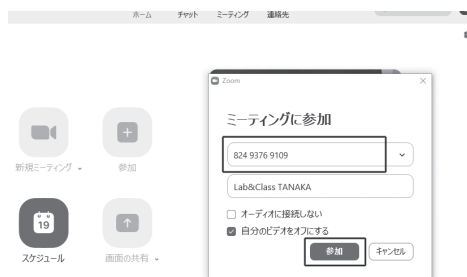 ホーム チャット ミーティング 連絡先
Zoom
ミーティングに参加
824 9376 9109
Lab&Class TANAKA
オーディオに接続しない
自分のビデオをオフにする
参加 キャンセル
新規ミーティング 参加
19
スケジュール 画面の共有